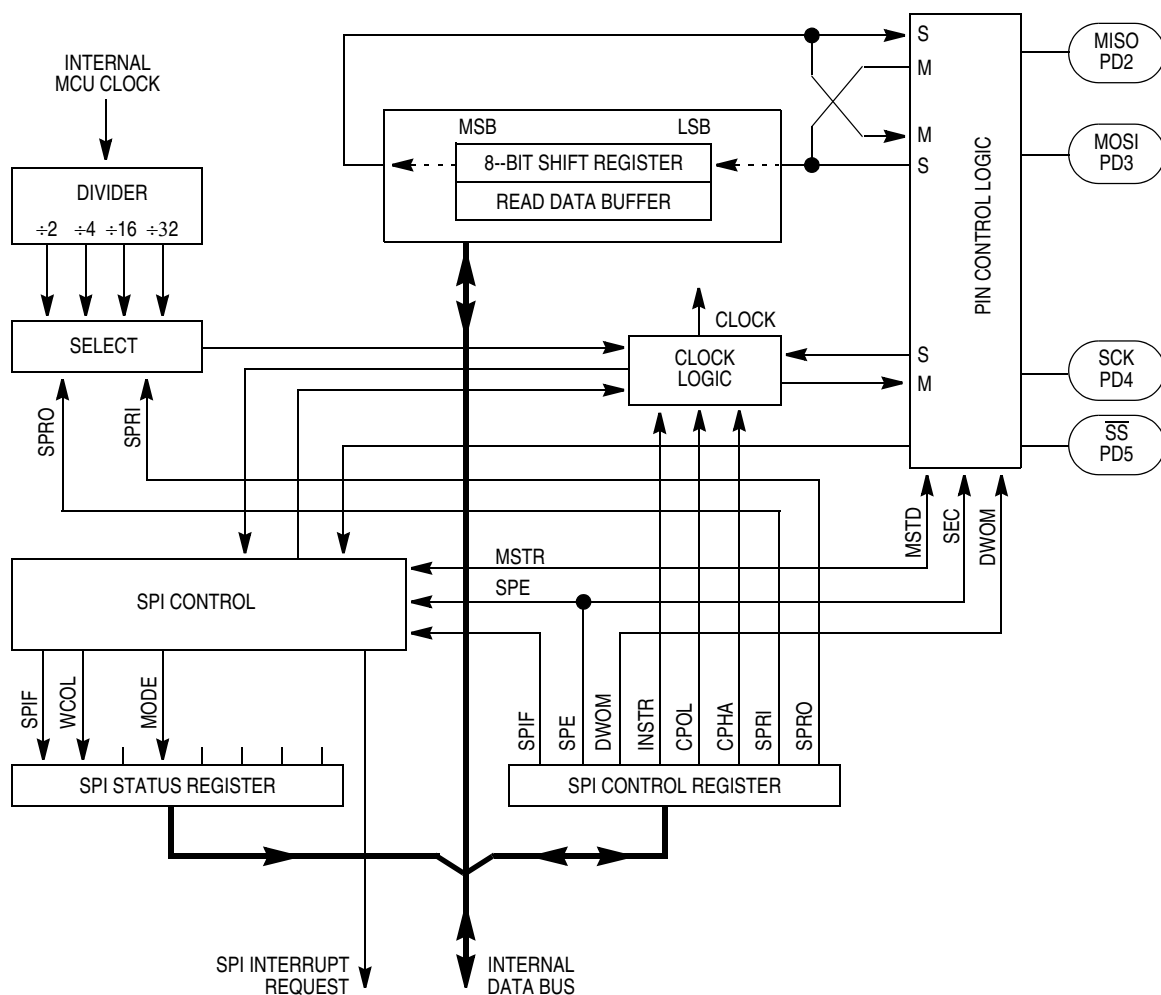 INTERNAL
MCU CLOCK
DIVIDER
÷2 ÷4 ÷16 ÷32
SELECT
SPRO
SPRI
MSB LSB
8--BIT SHIFT REGISTER
READ DATA BUFFER
CLOCK
CLOCK
LOGIC
S
M
M
S
S
M
PIN CONTROL LOGIC
MISO
PD2
MOSI
PD3
SCK
PD4
SS
PD5
MSTD
SEC
DWOM
MSTR
SPE
SPI CONTROL
SPIF
WCOL
MODE
SPI STATUS REGISTER
SPIF
SPE
DWOM
INSTR
CPOL
CPHA
SPRI
SPRO
SPI CONTROL REGISTER
SPI INTERRUPT
REQUEST
INTERNAL
DATA BUS